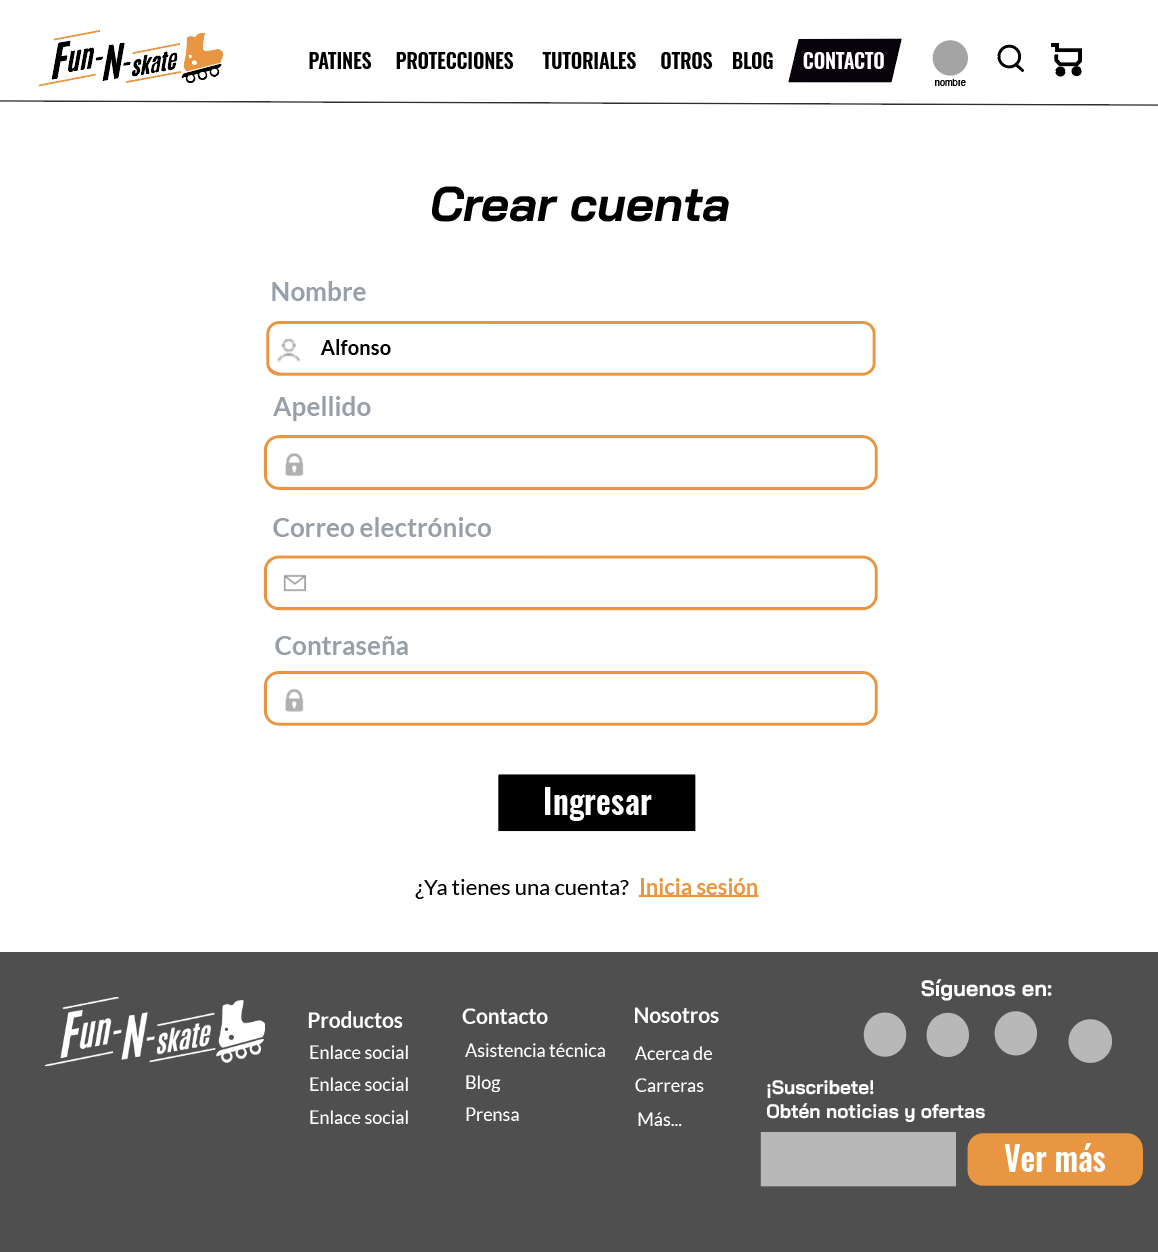 Fun-N-skate
PATINES PROTECCIONES TUTORIALES OTROS BLOG CONTACTO
nombre
Crear cuenta
Nombre
Alfonso
Apellido
Correo electrónico
Contraseña
Ingresar
¿Ya tienes una cuenta? Inicia sesión
Fun-N-skate
Productos
Enlace social
Enlace social
Enlace social
Contacto
Asistencia técnica
Blog
Prensa
Nosotros
Acerca de
Carreras
Más...
Síguenos en:
¡Suscribete!
Obtén noticias y ofertas
Ver más